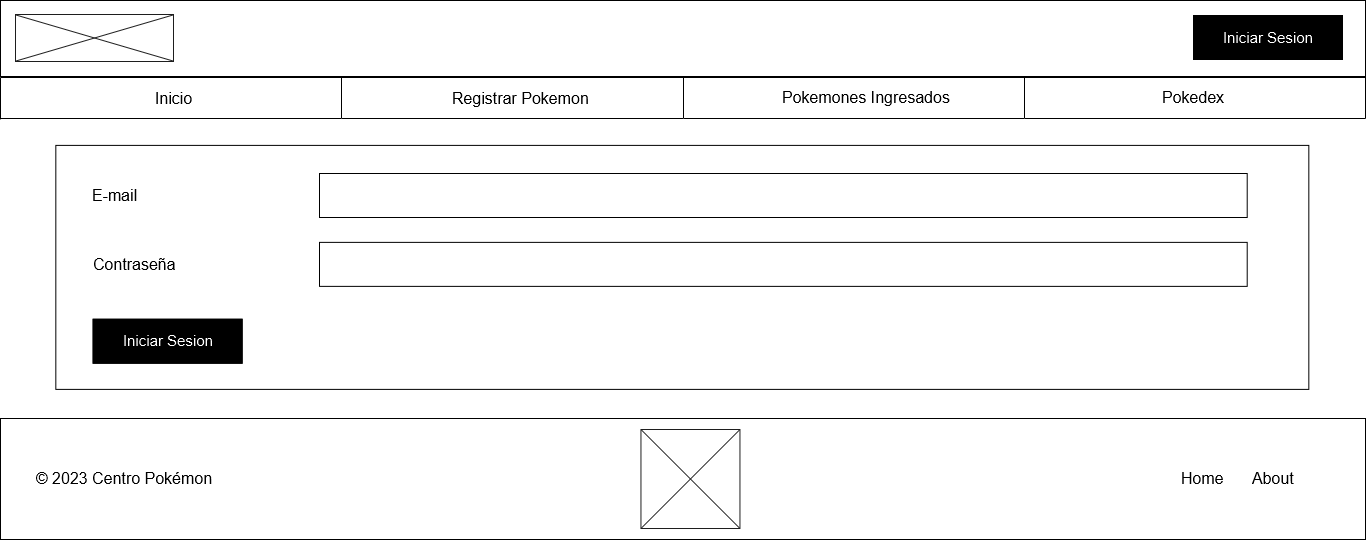 Iniciar Sesion
Inicio
Registrar Pokemon
Pokemones Ingresados
Pokedex
E-mail
Contraseña
Iniciar Sesion
© 2023 Centro Pokémon
Home
About